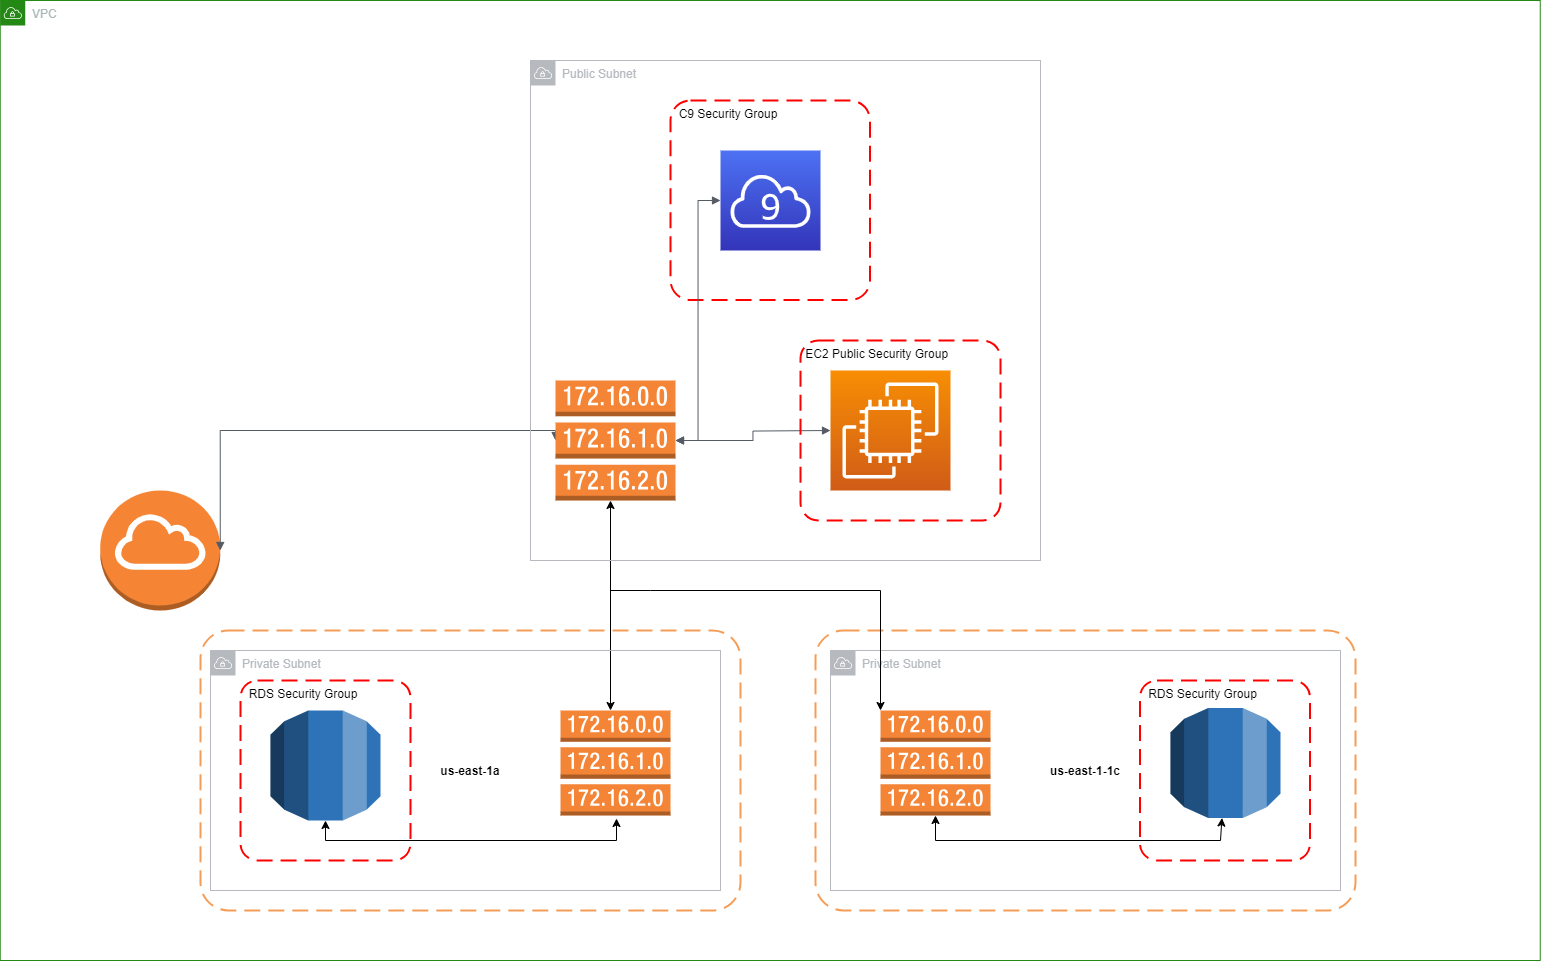 VPC
Public Subnet
C9 Security Group
9
EC2 Public Security Group
172.16.0.0
172.16.1.0
172.16.2.0
Private Subnet
RDS Security Group
us-east-1a
172.16.0.0
172.16.1.0
172.16.2.0
Private Subnet
RDS Security Group
172.16.0.0
172.16.1.0
172.16.2.0
us-east-1-1c